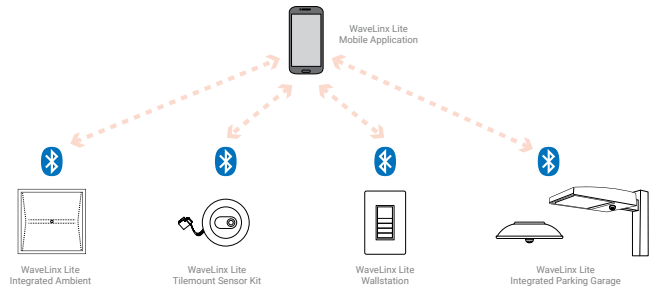 WaveLinx Lite
Mobile Application
WaveLinx Lite
Integrated Ambient
WaveLinx Lite
Tilemount Sensor Kit
WaveLinx Lite
Wallstation
WaveLinx Lite
Integrated Parking Garage